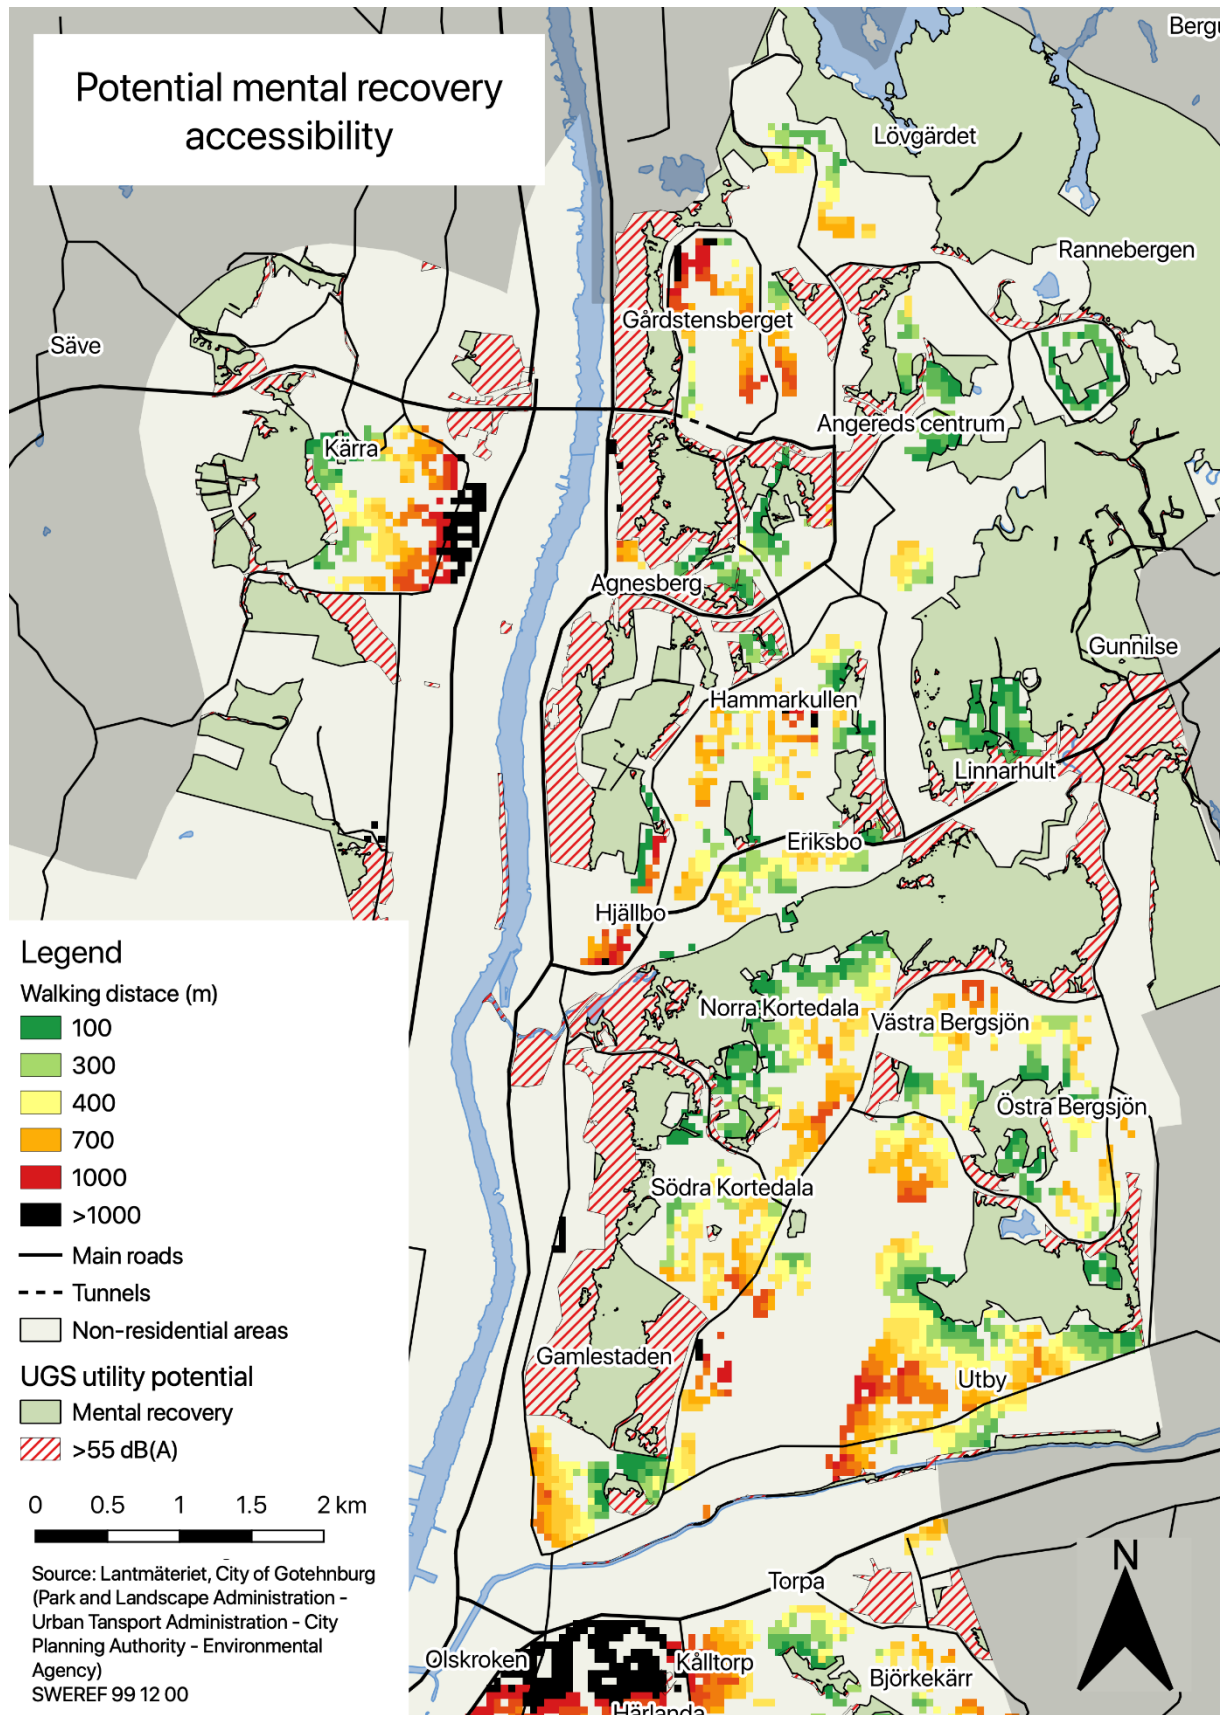 Potential mental recovery
accessibility
Lövgärdet
Rannebergen
Säve
Gårdstensberget
Angereds centrum
Kärra
Agnesberg
Gunnilse
Hammarkullen
Linnarhult
Eriksbo
Hjällbo
Norra Kortedala
Västra Bergsjön
Östra Bergsjön
Södra Kortedala
Gamlestaden
Utby
Torpa
Olskroken
Kålltorp
Björkekärr
Härlanda
Legend
Walking distace (m)
100
300
400
700
1000
>1000
Main roads
Tunnels
Non-residential areas
UGS utility potential
Mental recovery
>55 dB(A)
0 0.5 1 1.5 2 km
Source: Lantmäteriet, City of Gotehnburg
(Park and Landscape Administration -
Urban Tansport Administration - City
Planning Authority - Environmental
Agency)
SWEREF 99 12 00
N